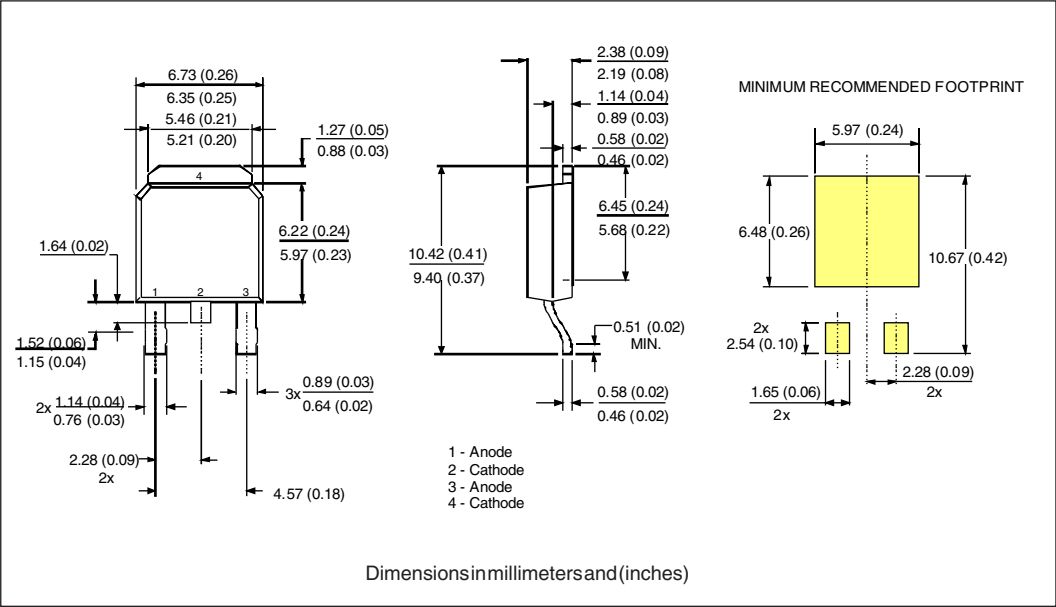 6.73 (0.26)
6.35 (0.25)
5.46 (0.21)
5.21 (0.20)
1.27 (0.05)
0.88 (0.03)
4
6.22 (0.24)
5.97 (0.23)
1.64 (0.02)
1 2 3
1.52 (0.06)
1.15 (0.04)
2x 1.14 (0.04)
0.76 (0.03)
3x 0.89 (0.03)
0.64 (0.02)
2.28 (0.09)
2x
4.57 (0.18)
2.38 (0.09)
2.19 (0.08)
1.14 (0.04)
0.89 (0.03)
0.58 (0.02)
0.46 (0.02)
6.45 (0.24)
5.68 (0.22)
10.42 (0.41)
9.40 (0.37)
0.51 (0.02)
MIN.
0.58 (0.02)
0.46 (0.02)
1 - Anode
2 - Cathode
3 - Anode
4 - Cathode
MINIMUM RECOMMENDED FOOTPRINT
5.97 (0.24)
6.48 (0.26)
10.67 (0.42)
2x
2.54 (0.10)
2.28 (0.09)
2x
1.65 (0.06)
2x
Dimensions in millimeters and (inches)